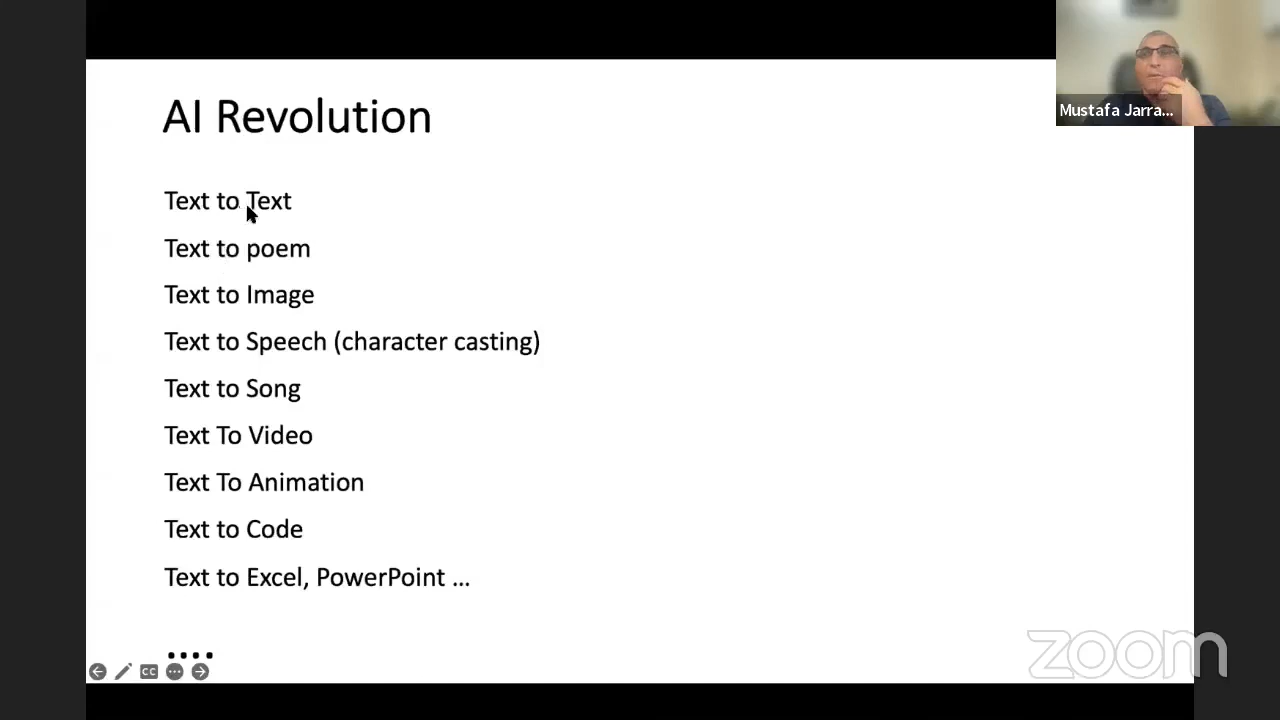 AI Revolution
Mustafa Jarra...
Text to Text
Text to poem
Text to Image
Text to Speech (character casting)
Text to Song
Text To Video
Text To Animation
Text to Code
Text to Excel, PowerPoint ...
....
CC
zoom